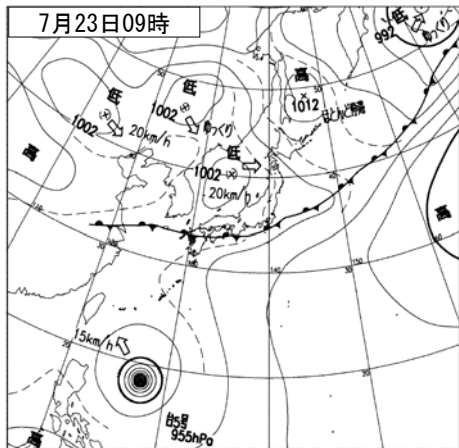 7月23日09時
992
低
ゆっくり
高
1012
ほとんど停滞
低
1002
20km/h
低
1002
ゆっくり
低
1002
20km/h
高
高
15km/h
台5号
955hPa
高